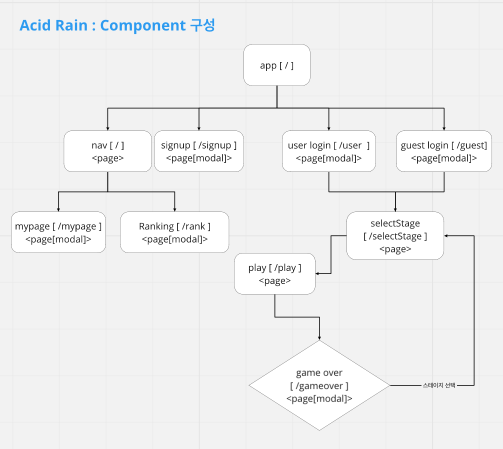 Acid Rain : Component 구성
app [ / ]
nav [ / ]
<page>
signup [ /signup ]
<page[modal]>
user login [ /user  ]
<page[modal]>
guest login [ /guest]
<page[modal]>
mypage [ /mypage ]
<page[modal]>
Ranking [ /rank ]
<page[modal]>
selectStage
[ /selectStage ]
<page>
play [ /play ]
<page>
game over
[ /gameover ]
<page[modal]>
스테이지 선택